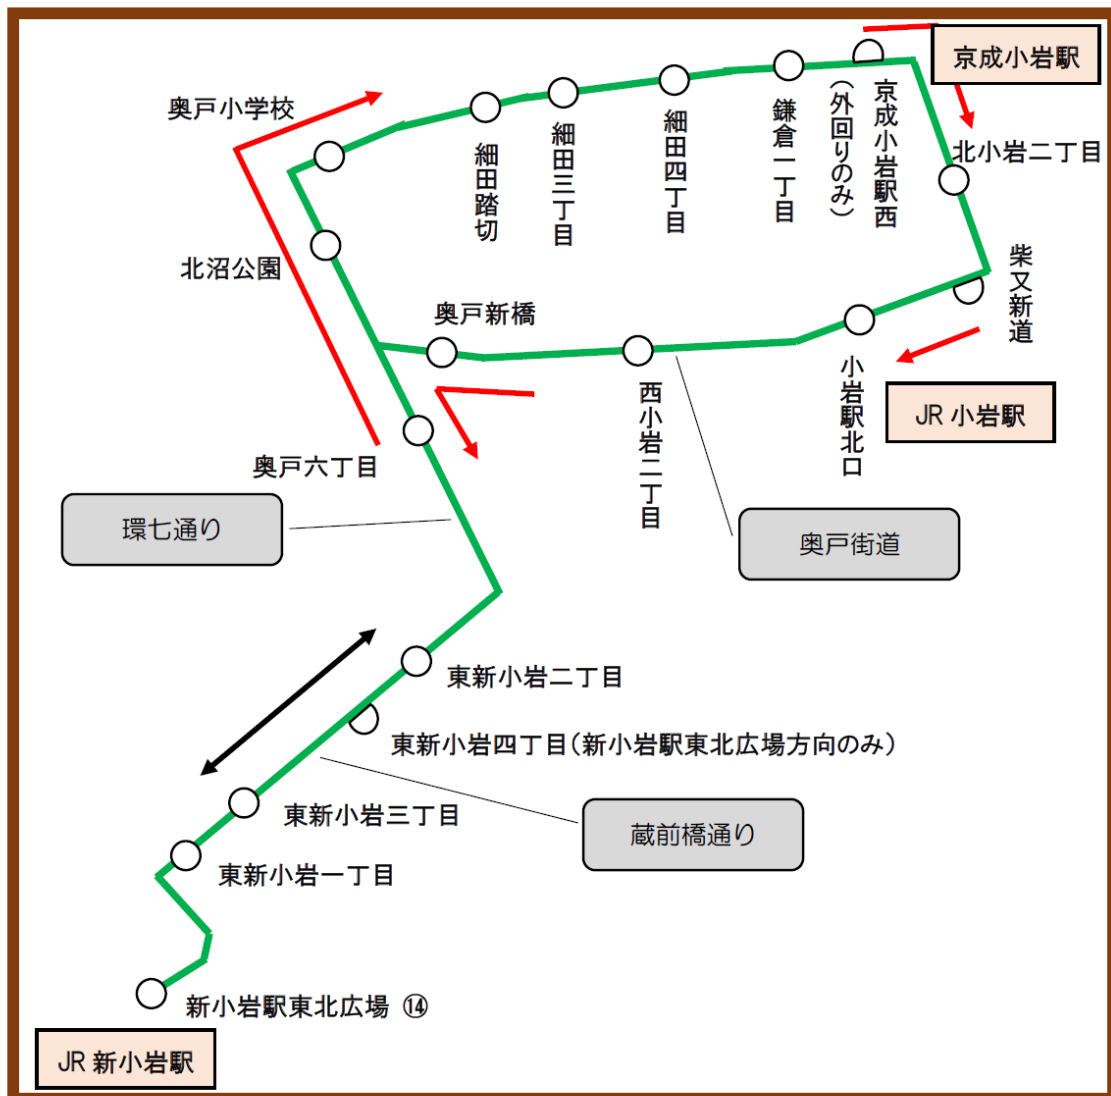 京成小岩駅
奥戸小学校
細田踏切
細田三丁目
細田四丁目
鎌倉一丁目
京成小岩駅西
（外回りのみ）
北小岩二丁目
北沼公園
柴又新道
奥戸新橋
西小岩二丁目
小岩駅北口
JR 小岩駅
奥戸六丁目
環七通り
奥戸街道
東新小岩二丁目
東新小岩四丁目（新小岩駅東北広場方向のみ）
東新小岩三丁目
蔵前橋通り
東新小岩一丁目
新小岩駅東北広場 ⑭
JR 新小岩駅